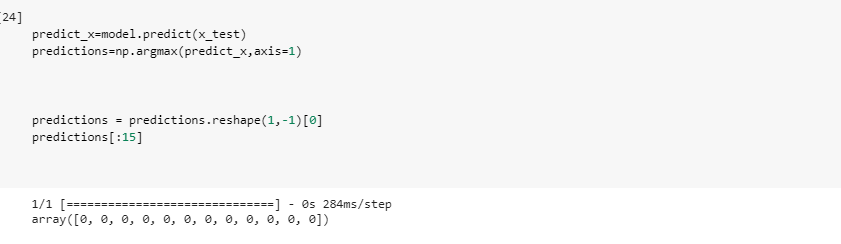 [24]
predict_x=model.predict(x_test)
predictions=np.argmax(predict_x,axis=1)
predictions = predictions.reshape(1,-1)[0]
predictions[:15]
1/1 [==============================] - 0s 284ms/step
array([0, 0, 0, 0, 0, 0, 0, 0, 0, 0, 0, 0])